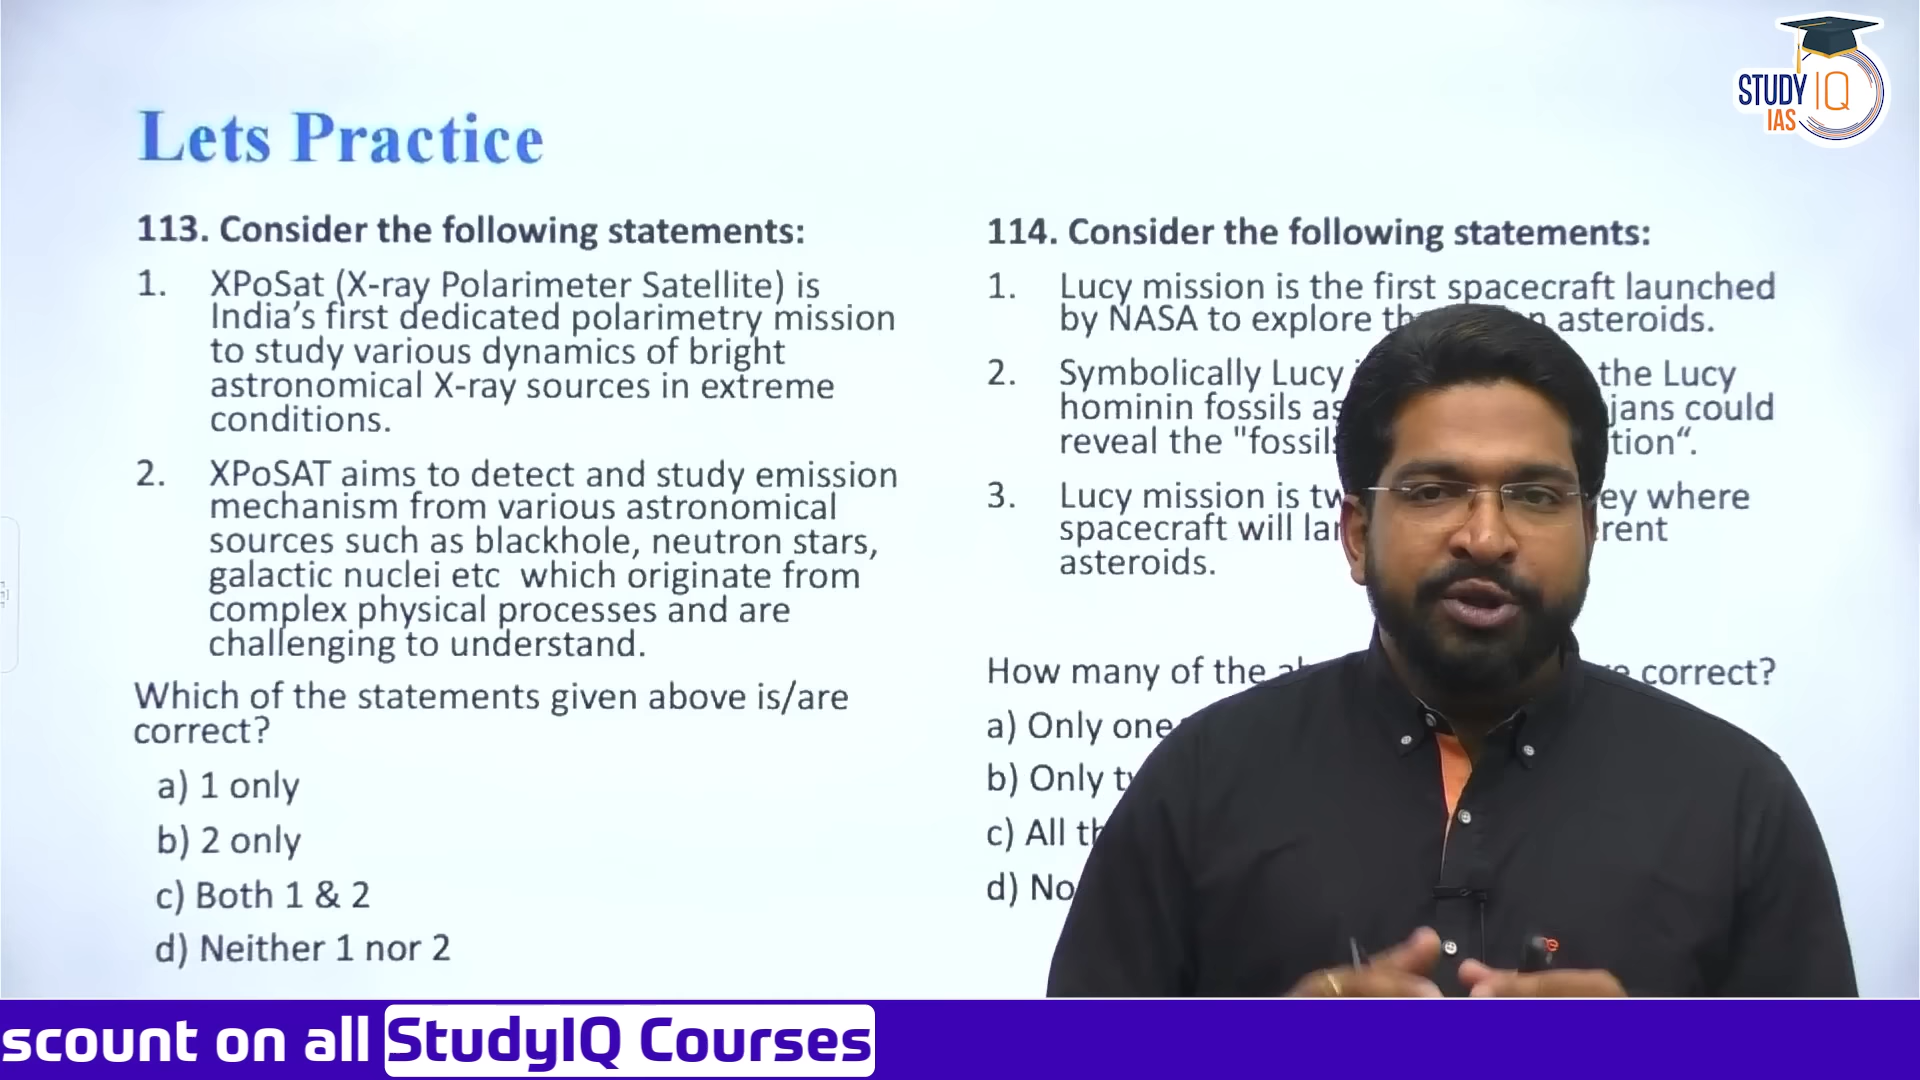 STUDY IQ
IAS
Lets Practice
113. Consider the following statements:
1. XPoSat (X-ray Polarimeter Satellite) is
India's first dedicated polarimetry mission
to study various dynamics of bright
astronomical X-ray sources in extreme
conditions.
2. XPoSAT aims to detect and study emission
mechanism from various astronomical
sources such as blackhole, neutron stars,
galactic nuclei etc which originate from
complex physical processes and are
challenging to understand.
Which of the statements given above is/are
correct?
a) 1 only
b) 2 only
c) Both 1 & 2
d) Neither 1 nor 2
114. Consider the following statements:
1. Lucy mission is the first spacecraft launched
by NASA to explore asteroids.
2. Symbolically Lucy the Lucy
hominin fossils could
reveal the
3. Lucy mission is where
spacecraft will
asteroids.
How many of the correct?
a) Only one
b) Only
c) All
d)
scount on all StudyIQ Courses